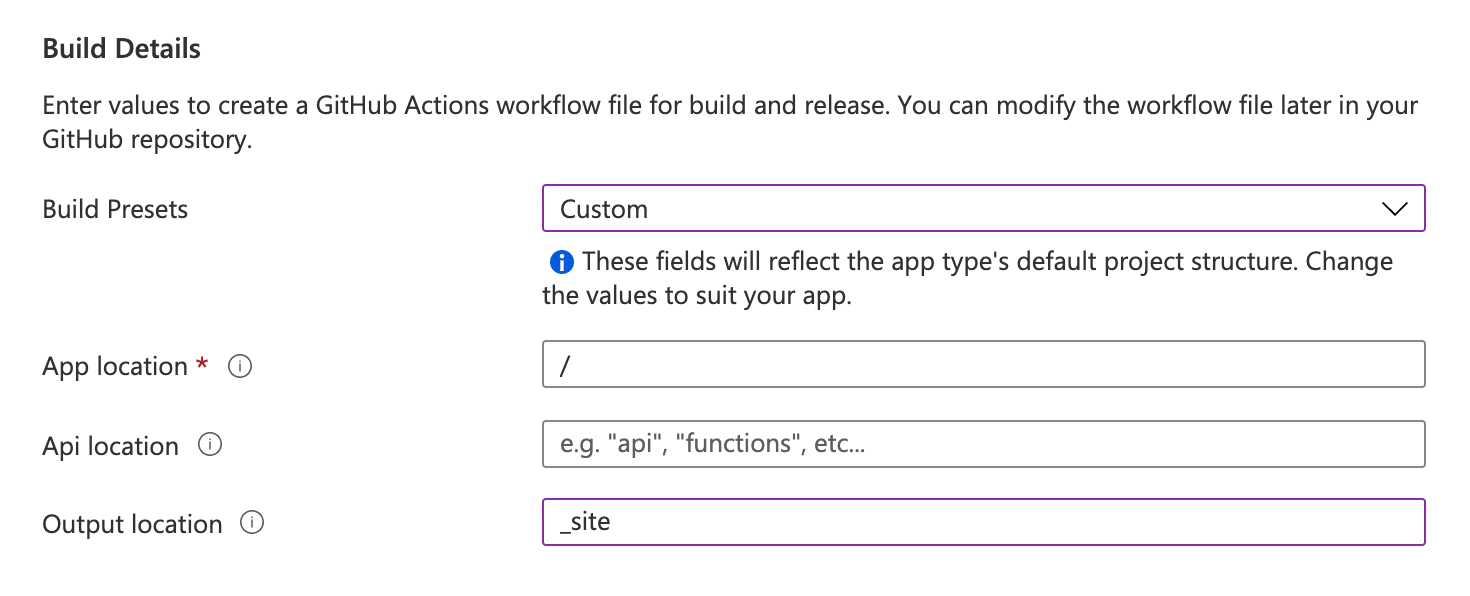 Build Details
Enter values to create a GitHub Actions workflow file for build and release. You can modify the workflow file later in your
GitHub repository.
Build Presets
Custom
These fields will reflect the app type's default project structure. Change
the values to suit your app.
App location *
/
Api location
e.g. "api", "functions", etc...
Output location
_site